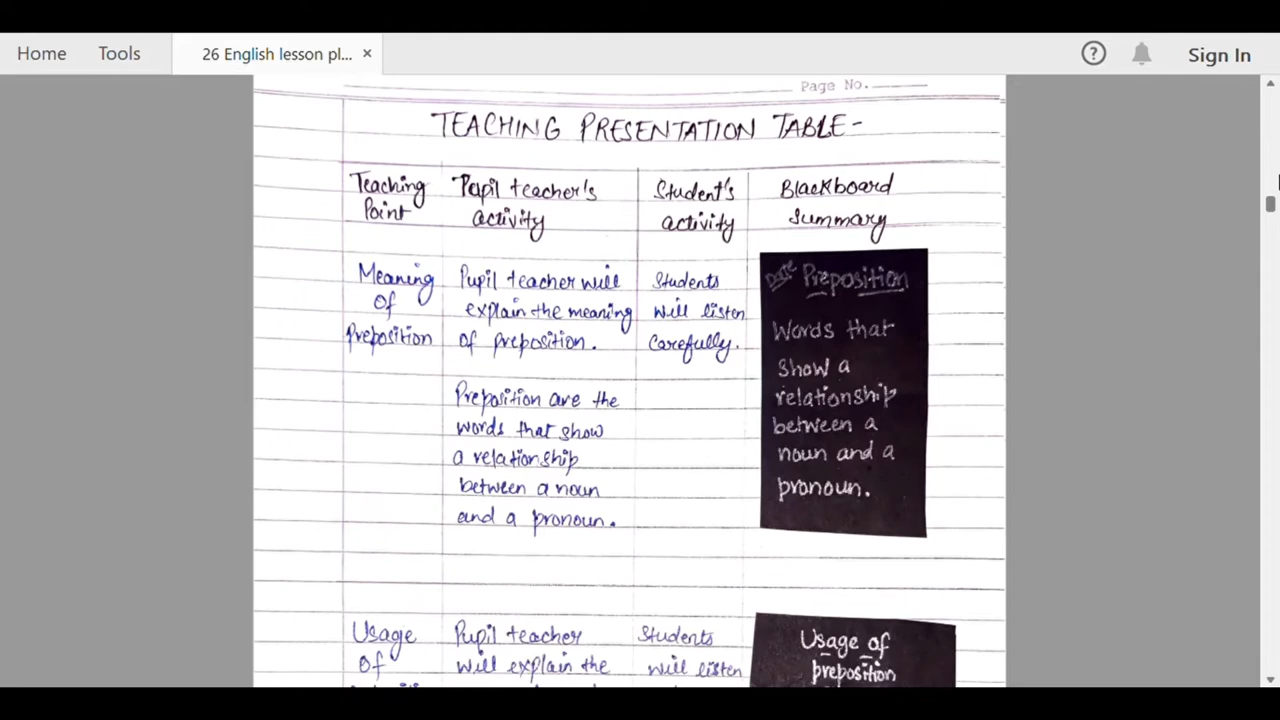 Home Tools 26 English lesson pl... × Sign In
Page No.
TEACHING PRESENTATION TABLE-
Teaching Point
Pupil teacher's activity
Student's activity
Blackboard Summary
Meaning
Of
Preposition
Pupil teacher will
explain the meaning
of preposition.
Preposition are the
words that show
a relationship
between a noun
and a pronoun.
Students
will listen
Carefully.
Date Preposition
Words that
show a
relationship
between a
noun and a
pronoun.
Usage
Of
Pupil teacher
will explain the
Students
will listen
Usage of
preposition